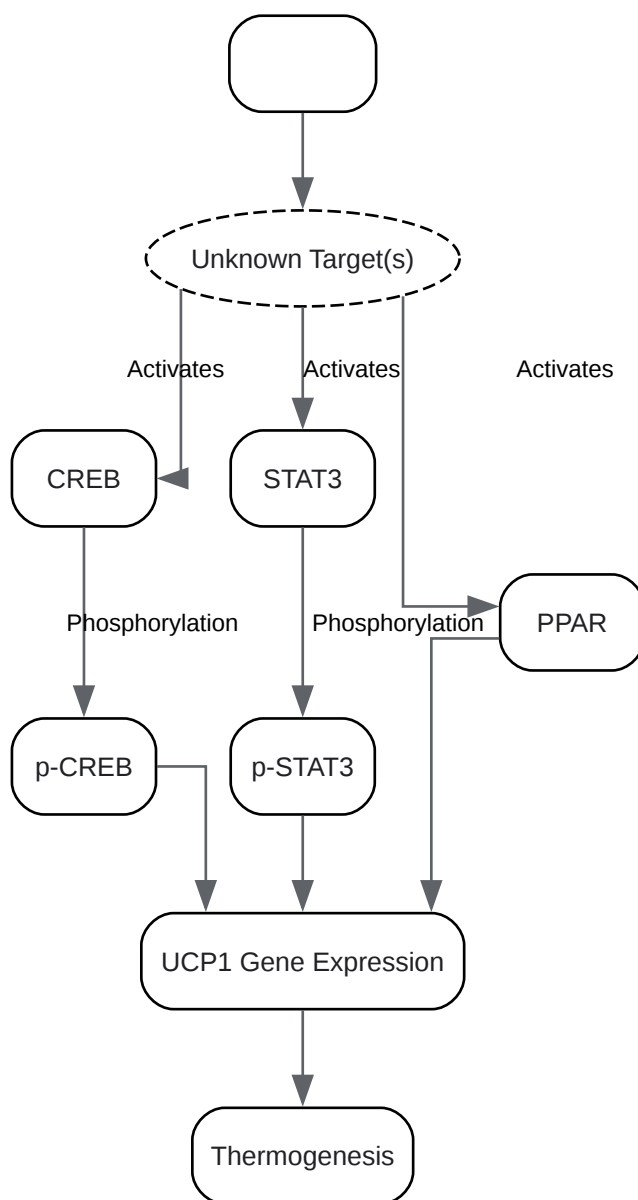 Unknown Target(s)
Activates
Activates
Activates
CREB
STAT3
Phosphorylation
Phosphorylation
PPAR
p-CREB
p-STAT3
UCP1 Gene Expression
Thermogenesis